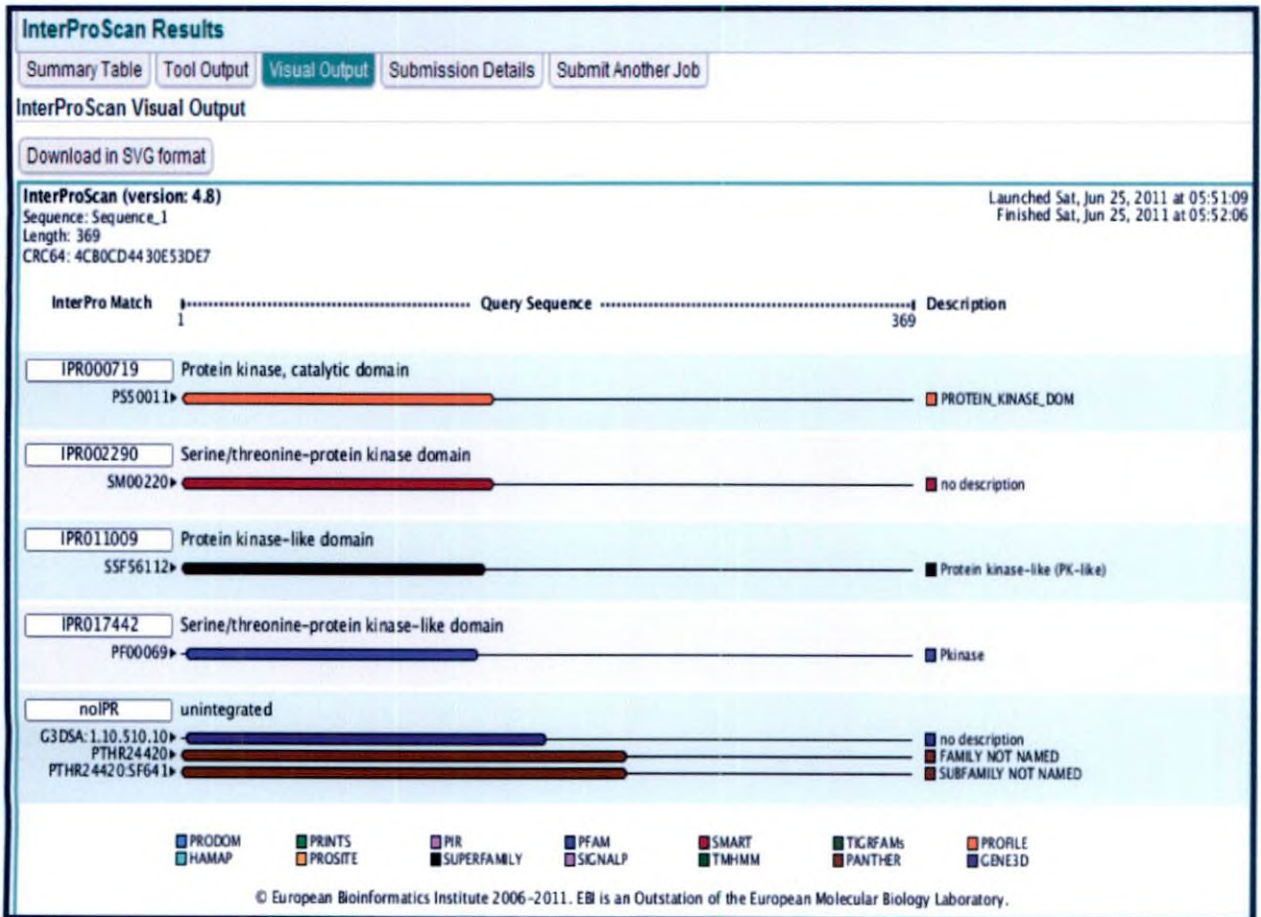 InterProScan Results
Summary Table Tool Output Visual Output Submission Details Submit Another Job
InterProScan Visual Output
Download in SVG format
InterProScan (version: 4.8)
Sequence: Sequence_1
Length: 369
CRC64: 4CB0CD4430E53DE7
Launched Sat, Jun 25, 2011 at 05:51:09
Finished Sat, Jun 25, 2011 at 05:52:06
InterPro Match Query Sequence Description
1 369
IPR000719 Protein kinase, catalytic domain
PS50011 PROTEIN_KINASE_DOM
IPR002290 Serine/threonine-protein kinase domain
SM00220 no description
IPR011009 Protein kinase-like domain
SSF56112 Protein kinase-like (PK-like)
IPR017442 Serine/threonine-protein kinase-like domain
PF00069 Pkinase
noIPR unintegrated
G3DSA:1.10.510.10 no description
PTHR24420 FAMILY NOT NAMED
PTHR24420:SF641 SUBFAMILY NOT NAMED
PRODOM PRINTS PIR PFAM SMART TIGRFAMs PROFILE
HAMAP PROSITE SUPERFAMILY SIGNALP TMHMM PANTHER GENE3D
© European Bioinformatics Institute 2006-2011. EBI is an Outstation of the European Molecular Biology Laboratory.